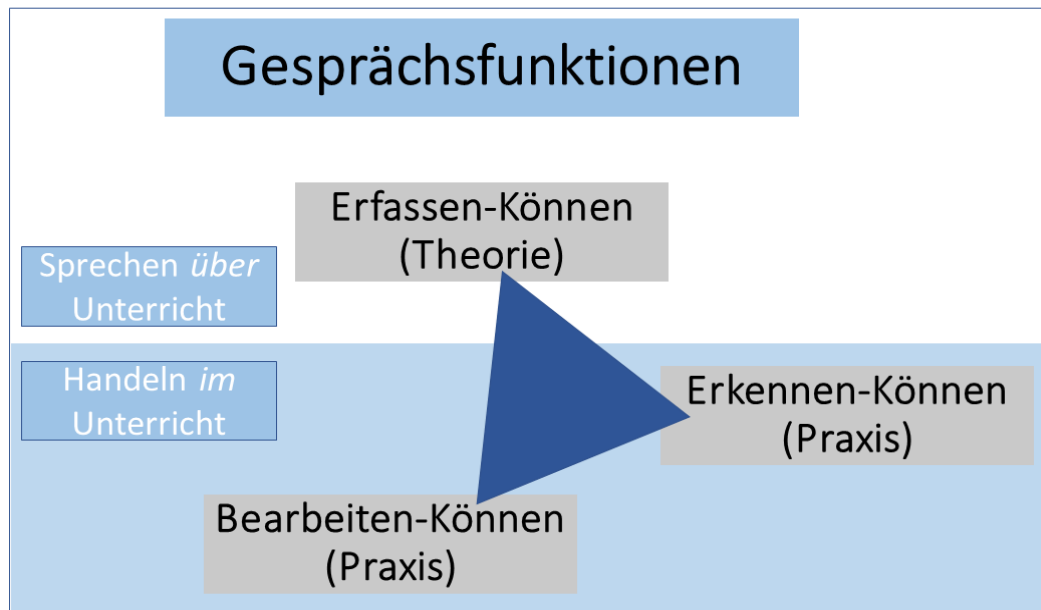 Gesprächsfunktionen
Erfassen-Können
(Theorie)
Sprechen über
Unterricht
Handeln im
Unterricht
Erkennen-Können
(Praxis)
Bearbeiten-Können
(Praxis)